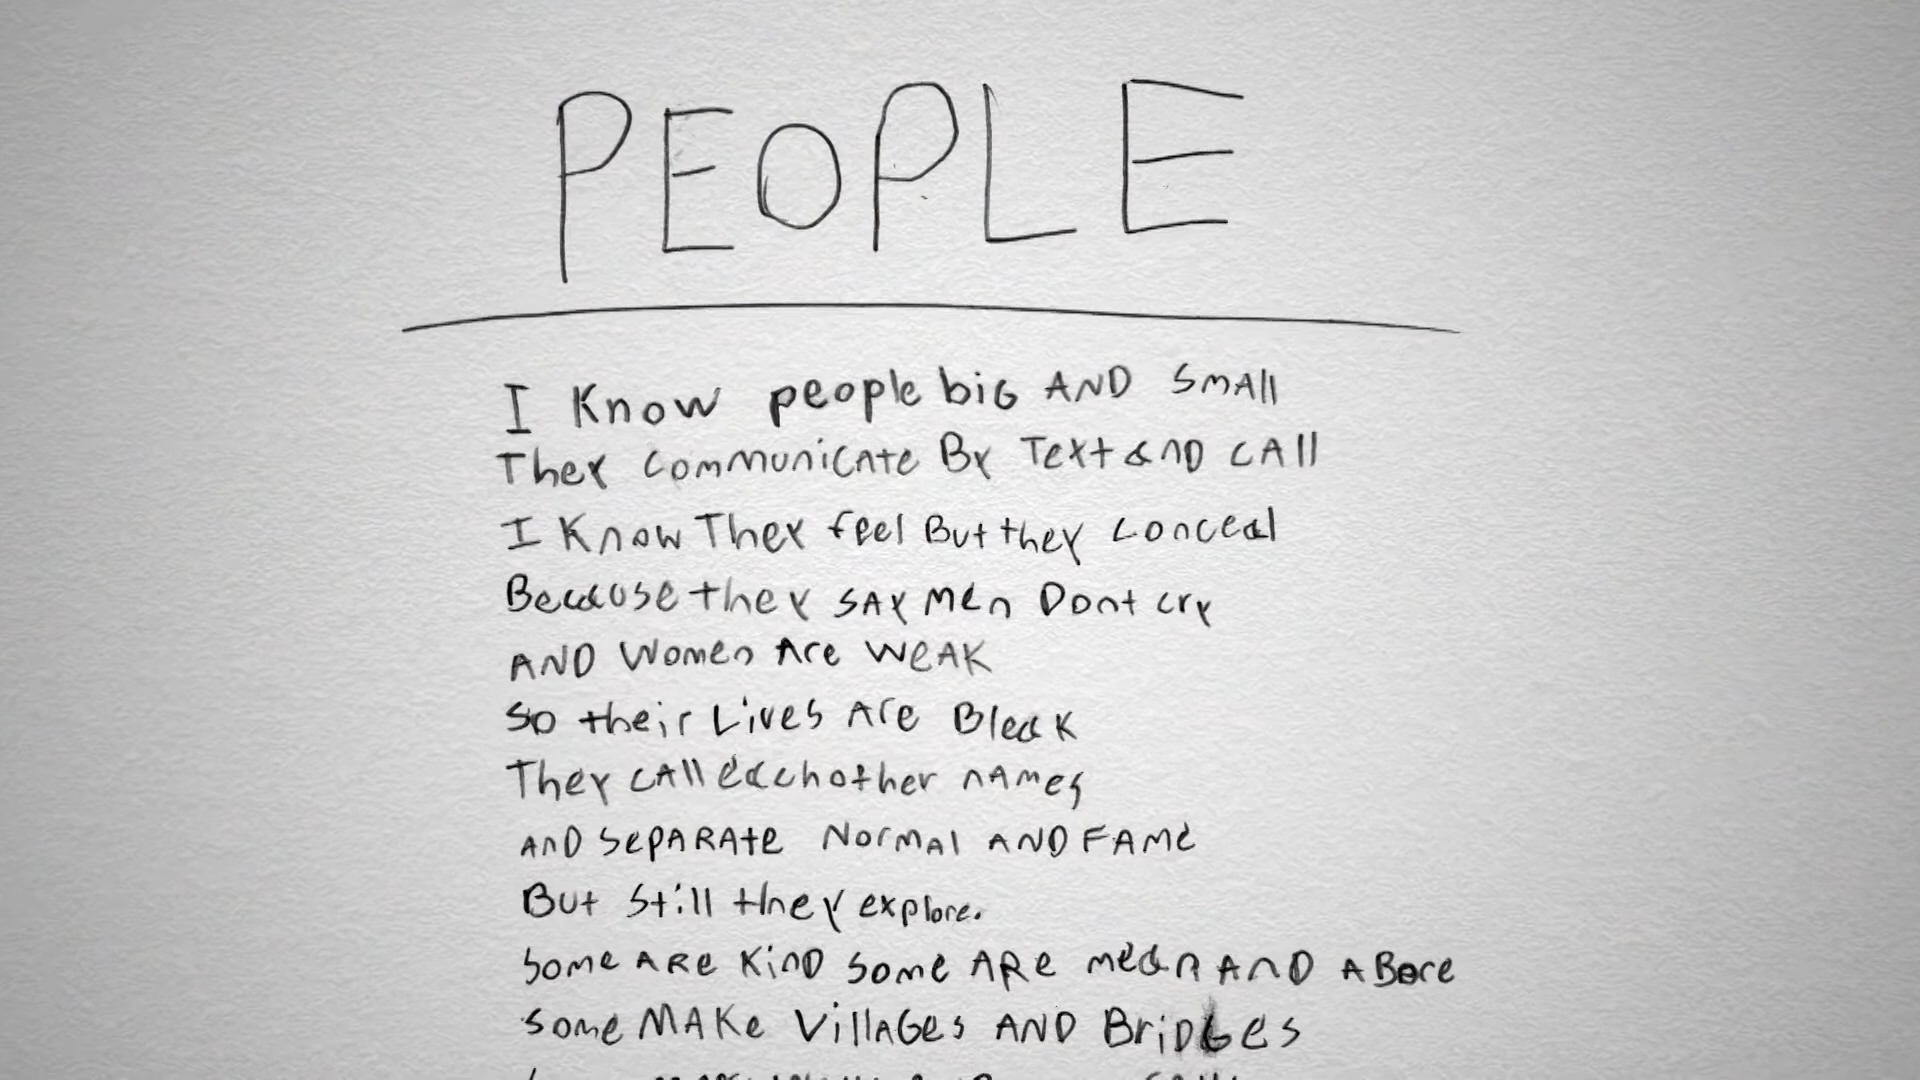 PEOPLE
I Know people biG AND SmAll
They communicAte By Text and CAll
I Know They feel But they conceal
Because they SAy men Dont cry
AND Women Are WeAK
So their Lives Are Bleak
They cAll eachother nAmes
AnD SepARAte NormAl AND FAMe
But Still they explore.
Some ARe KinD Some ARe mean AnD A Bore
Some MAKe VillAGes AND BriDGes